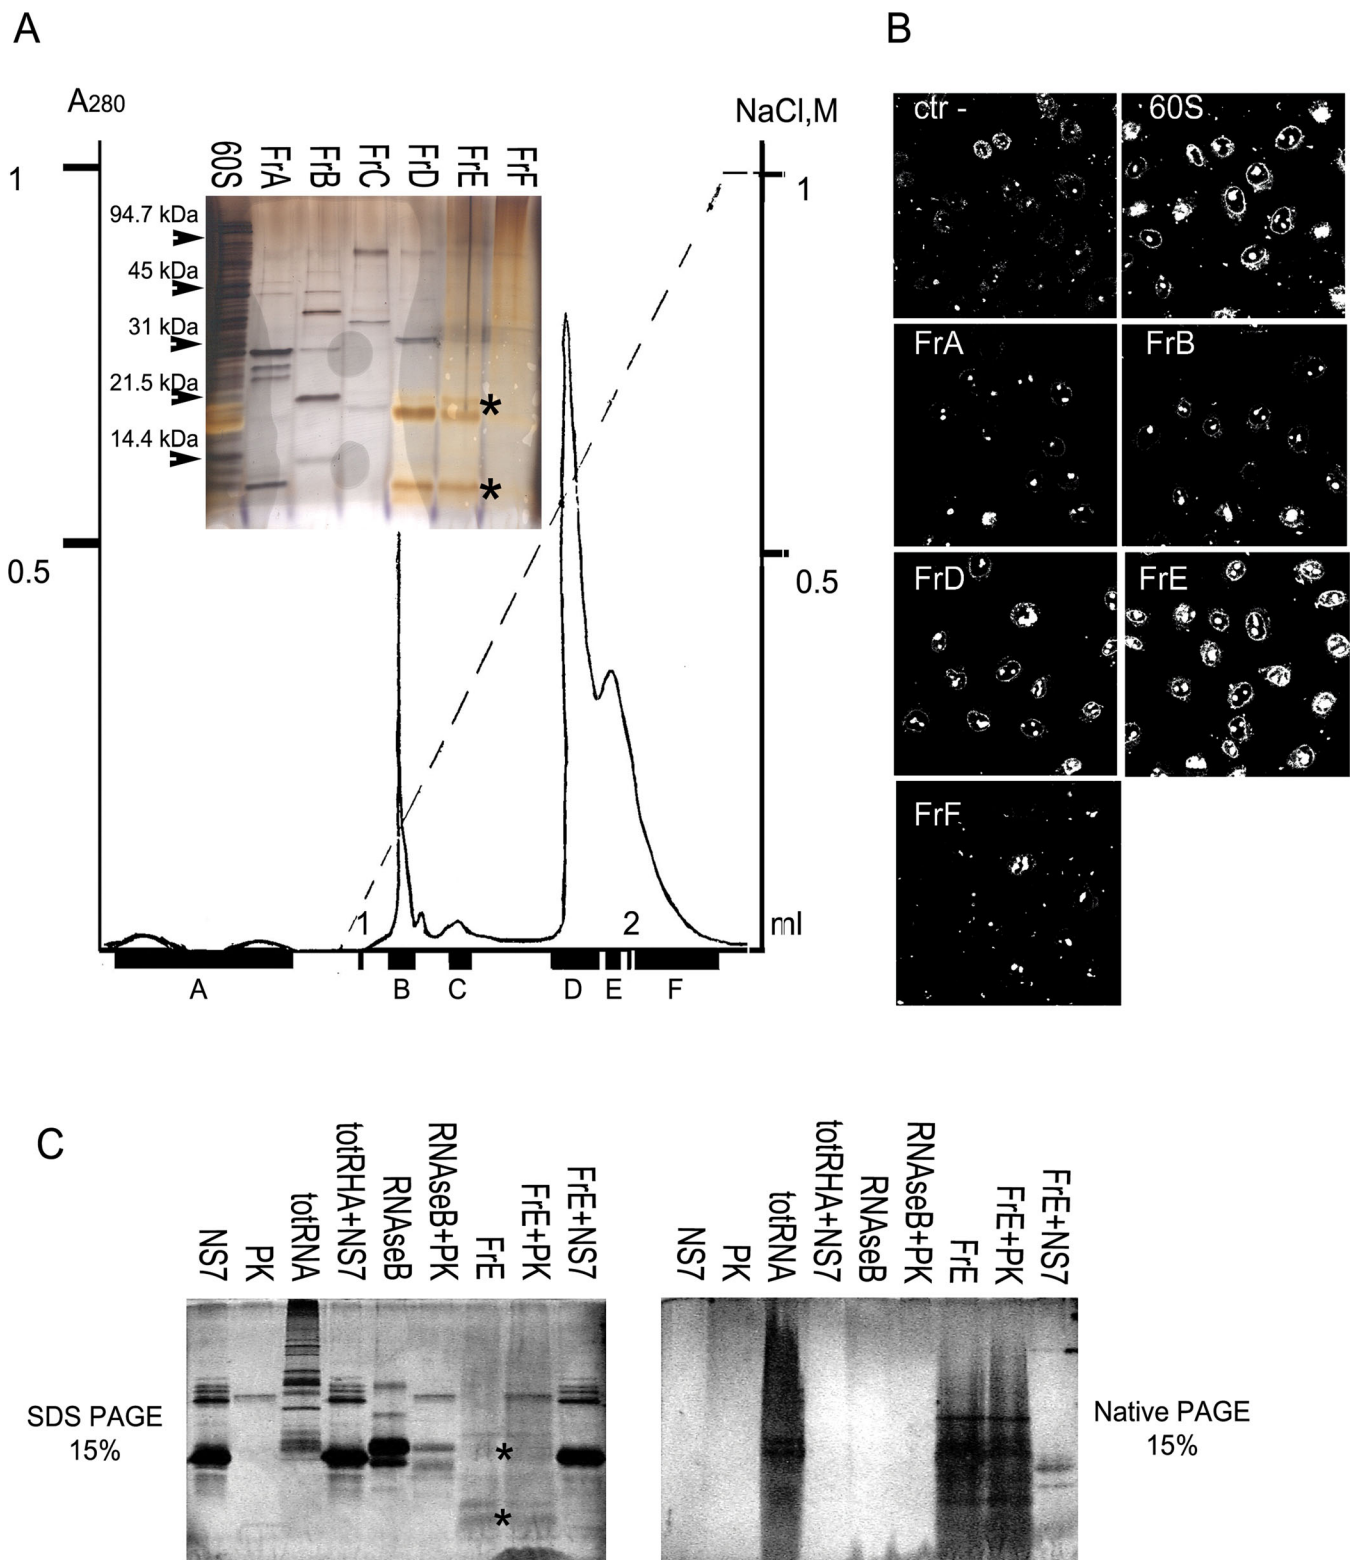 A
B
A280
NaCl,M
60S
FrA
FrB
FrC
FrD
FrE
FrF
1
1
94.7 kDa
45 kDa
31 kDa
21.5 kDa
14.4 kDa
*
*
0.5
0.5
1
2
ml
A
B
C
D
E
F
ctr -
60S
FrA
FrB
FrD
FrE
FrF
C
NS7
PK
totRNA
totRHA+NS7
RNAseB
RNAseB+PK
FrE
FrE+PK
FrE+NS7
NS7
PK
totRNA
totRHA+NS7
RNAseB
RNAseB+PK
FrE
FrE+PK
FrE+NS7
SDS PAGE
15%
*
*
Native PAGE
15%